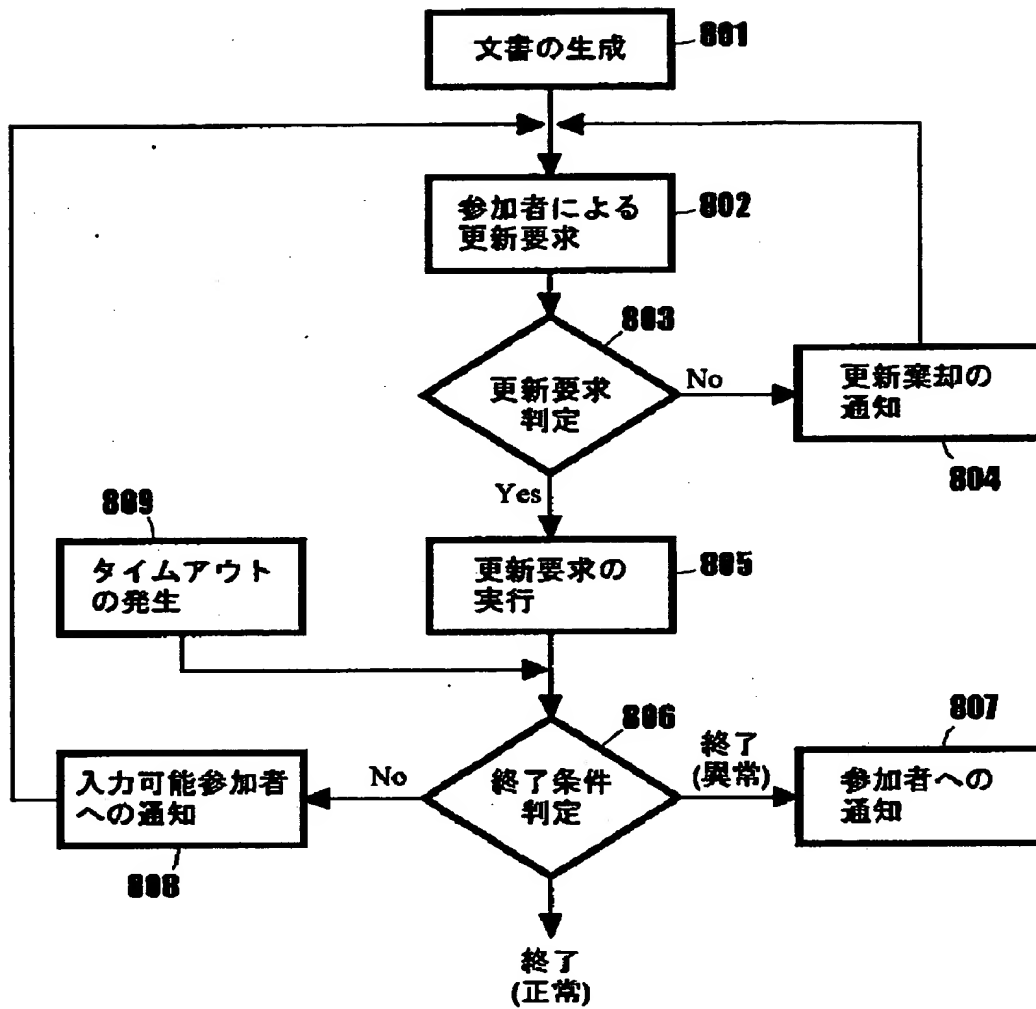 文書の生成
801
参加者による
更新要求
802
803
更新要求
判定
No
更新棄却の
通知
804
Yes
809
タイムアウト
の発生
更新要求の
実行
805
806
終了条件
判定
No
入力可能参加者
への通知
808
終了
(異常)
807
参加者への
通知
終了
(正常)